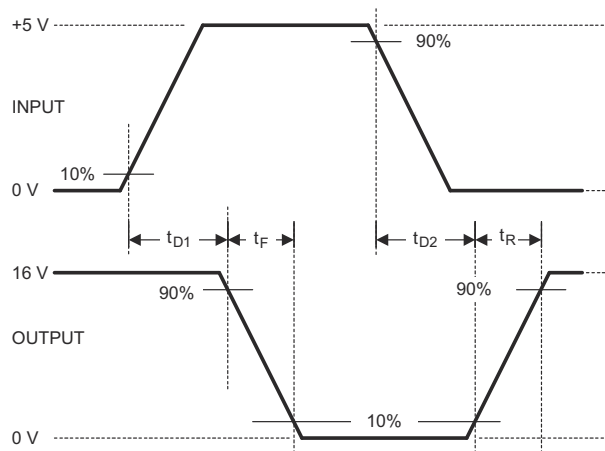 +5 V
90%
INPUT
10%
0 V
tD1 tF tD2 tR
16 V
90% 90%
OUTPUT
10%
0 V